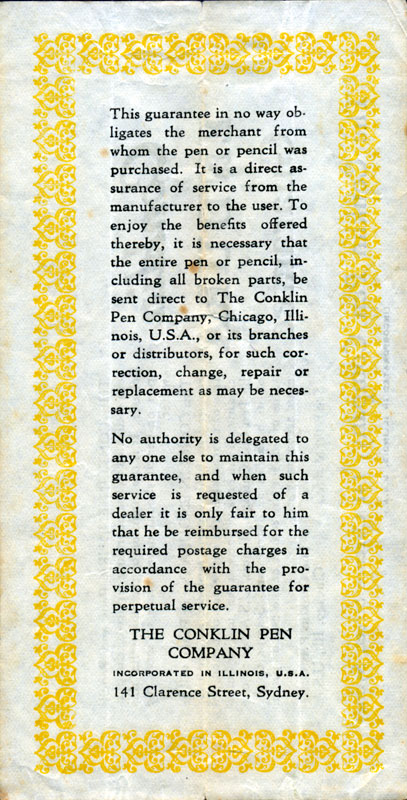 This guarantee in no way ob-
ligates the merchant from
whom the pen or pencil was
purchased. It is a direct as-
surance of service from the
manufacturer to the user. To
enjoy the benefits offered
thereby, it is necessary that
the entire pen or pencil, in-
cluding all broken parts, be
sent direct to The Conklin
Pen Company, Chicago, Illi-
nois, U.S.A., or its branches
or distributors, for such cor-
rection, change, repair or
replacement as may be neces-
sary.
No authority is delegated to
any one else to maintain this
guarantee, and when such
service is requested of a
dealer it is only fair to him
that he be reimbursed for the
required postage charges in
accordance with the pro-
vision of the guarantee for
perpetual service.
THE CONKLIN PEN
COMPANY
INCORPORATED IN ILLINOIS, U.S.A.
141 Clarence Street, Sydney.